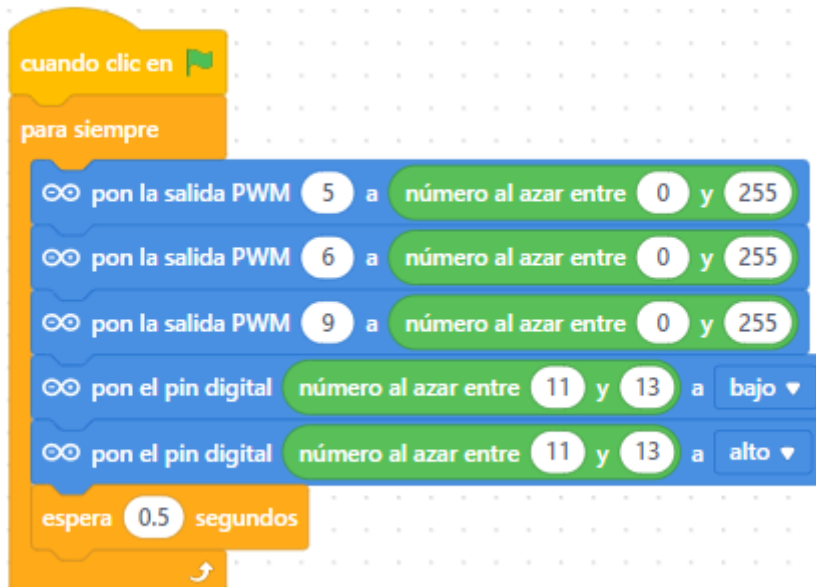 cuando clic en
para siempre
pon la salida PWM 5 a número al azar entre 0 y 255
pon la salida PWM 6 a número al azar entre 0 y 255
pon la salida PWM 9 a número al azar entre 0 y 255
pon el pin digital número al azar entre 11 y 13 a bajo
pon el pin digital número al azar entre 11 y 13 a alto
espera 0.5 segundos